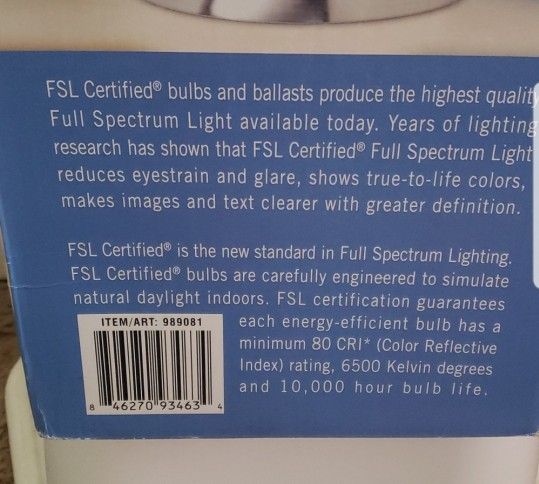 FSL Certified® bulbs and ballasts produce the highest quality
Full Spectrum Light available today. Years of lighting
research has shown that FSL Certified® Full Spectrum Light
reduces eyestrain and glare, shows true-to-life colors,
makes images and text clearer with greater definition.
FSL Certified® is the new standard in Full Spectrum Lighting.
FSL Certified® bulbs are carefully engineered to simulate
natural daylight indoors. FSL certification guarantees
each energy-efficient bulb has a
minimum 80 CRI* (Color Reflective
Index) rating, 6500 Kelvin degrees
and 10,000 hour bulb life.
ITEM/ART: 989081
8 46270 93463 4